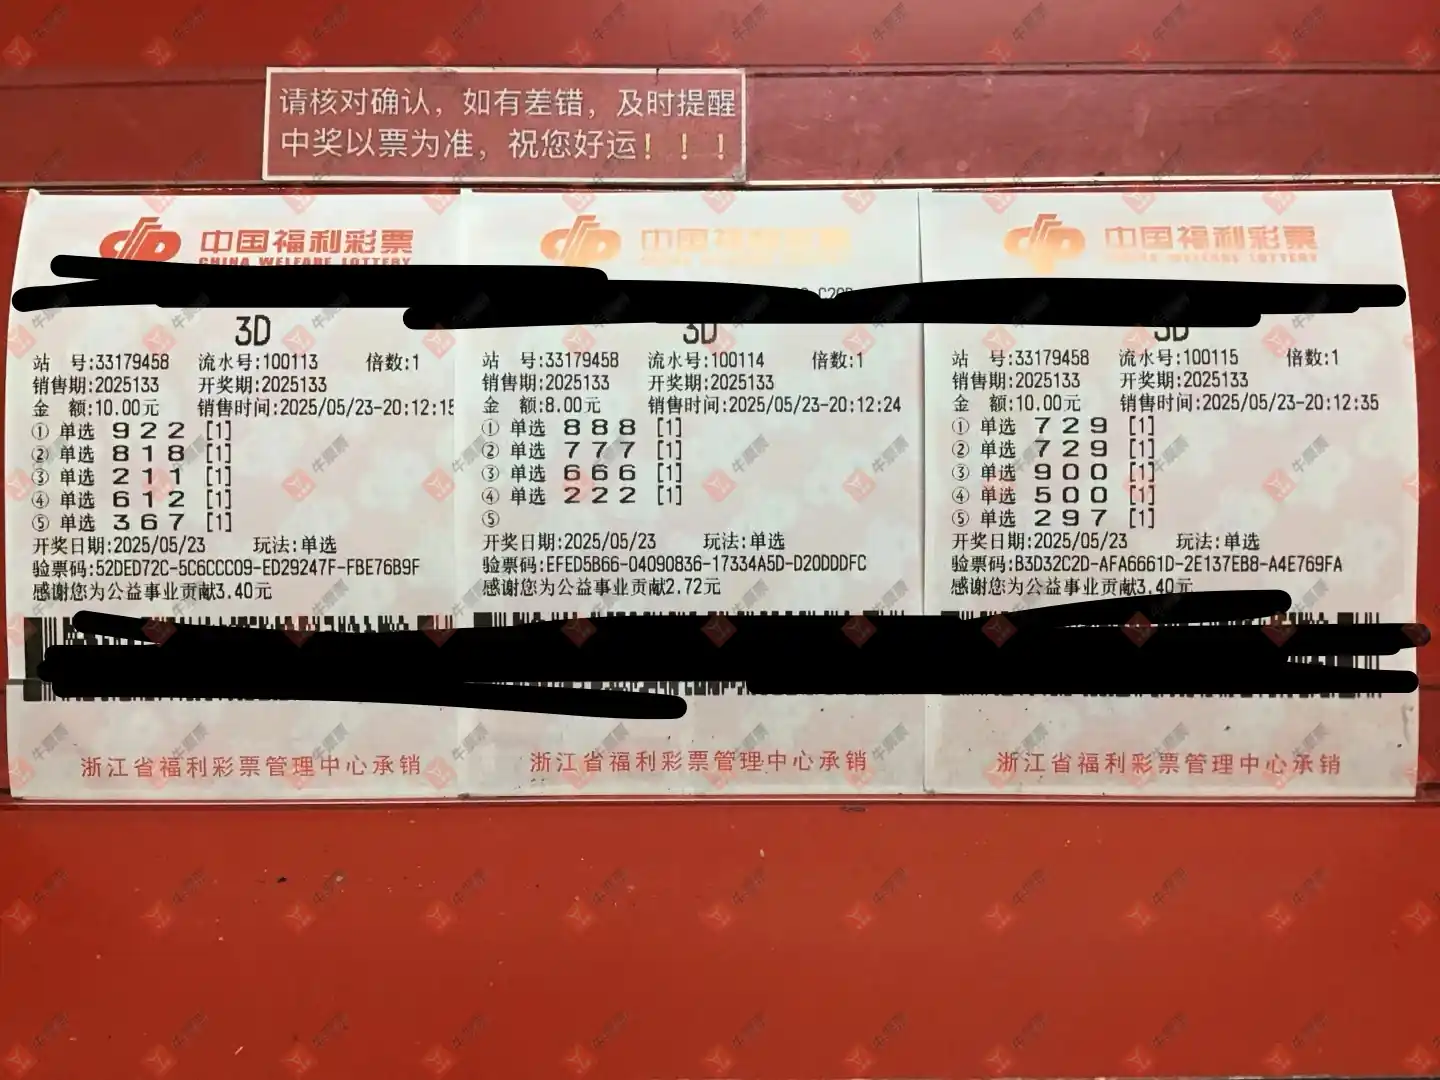 请核对确认，如有差错，及时提醒
中奖以票为准，祝您好运！！！
中国福利彩票
CHINA WELFARE LOTTERY
3D
站 号:33179458 流水号:100113 倍数:1
销售期:2025133 开奖期:2025133
金 额:10.00元 销售时间:2025/05/23-20:12:15
① 单选 9 2 2 [1]
② 单选 8 1 8 [1]
③ 单选 2 1 1 [1]
④ 单选 6 1 2 [1]
⑤ 单选 3 6 7 [1]
开奖日期:2025/05/23 玩法:单选
验票码:52DED72C-5C6CCC09-ED29247F-FBE76B9F
感谢您为公益事业贡献3.40元
浙江省福利彩票管理中心承销
中国福利彩票
3D
站 号:33179458 流水号:100114 倍数:1
销售期:2025133 开奖期:2025133
金 额:8.00元 销售时间:2025/05/23-20:12:24
① 单选 8 8 8 [1]
② 单选 7 7 7 [1]
③ 单选 6 6 6 [1]
④ 单选 2 2 2 [1]
⑤
开奖日期:2025/05/23 玩法:单选
验票码:EFED5B66-04090836-17334A5D-D20DDDFC
感谢您为公益事业贡献2.72元
浙江省福利彩票管理中心承销
中国福利彩票
CHINA WELFARE LOTTERY
3D
站 号:33179458 流水号:100115 倍数:1
销售期:2025133 开奖期:2025133
金 额:10.00元 销售时间:2025/05/23-20:12:35
① 单选 7 2 9 [1]
② 单选 7 2 9 [1]
③ 单选 9 0 0 [1]
④ 单选 5 0 0 [1]
⑤ 单选 2 9 7 [1]
开奖日期:2025/05/23 玩法:单选
验票码:B3D32C2D-AFA6661D-2E137EB8-A4E769FA
感谢您为公益事业贡献3.40元
浙江省福利彩票管理中心承销